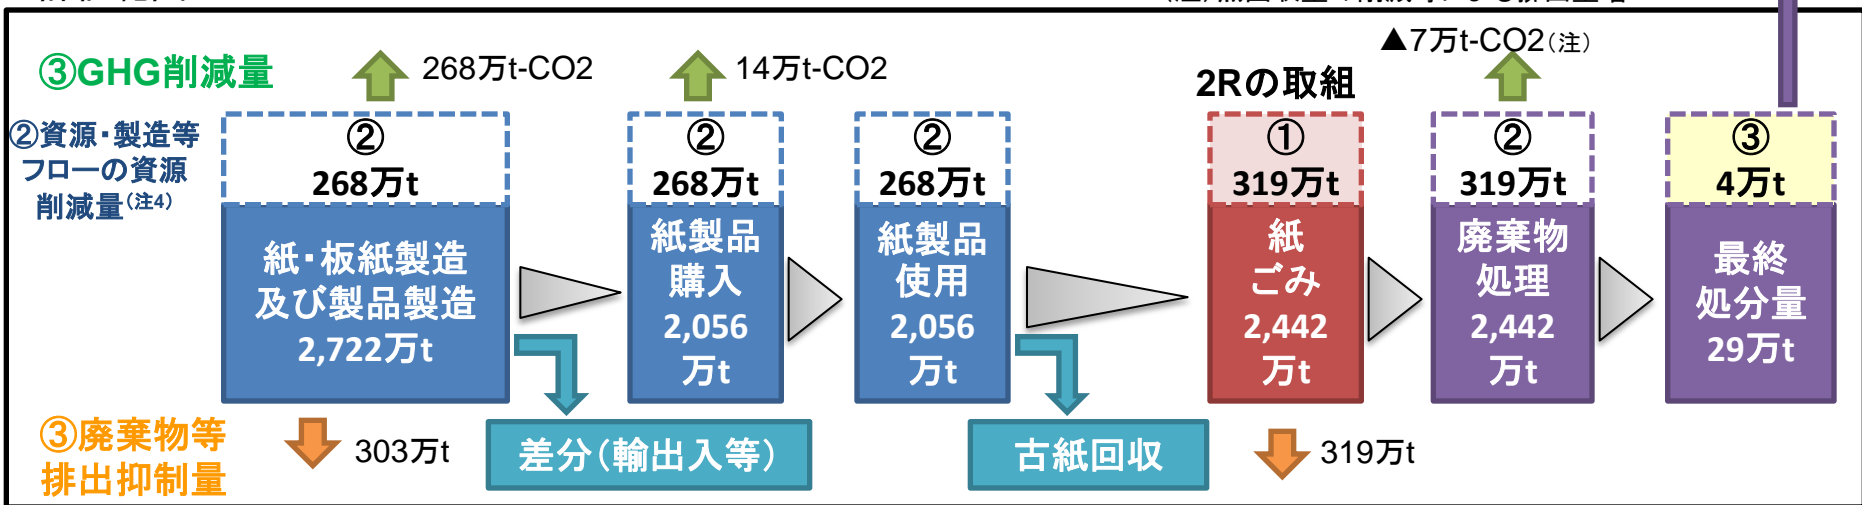 ③GHG削減量
268万t-CO2
14万t-CO2
▲7万t-CO2(注)
2Rの取組
②資源・製造等
フローの資源
削減量(注4)
②
268万t
紙・板紙製造
及び製品製造
2,722万t
②
268万t
紙製品
購入
2,056
万t
②
268万t
紙製品
使用
2,056
万t
①
319万t
紙
ごみ
2,442
万t
②
319万t
廃棄物
処理
2,442
万t
③
4万t
最終
処分量
29万t
③廃棄物等
排出抑制量
303万t
差分(輸出入等)
古紙回収
319万t